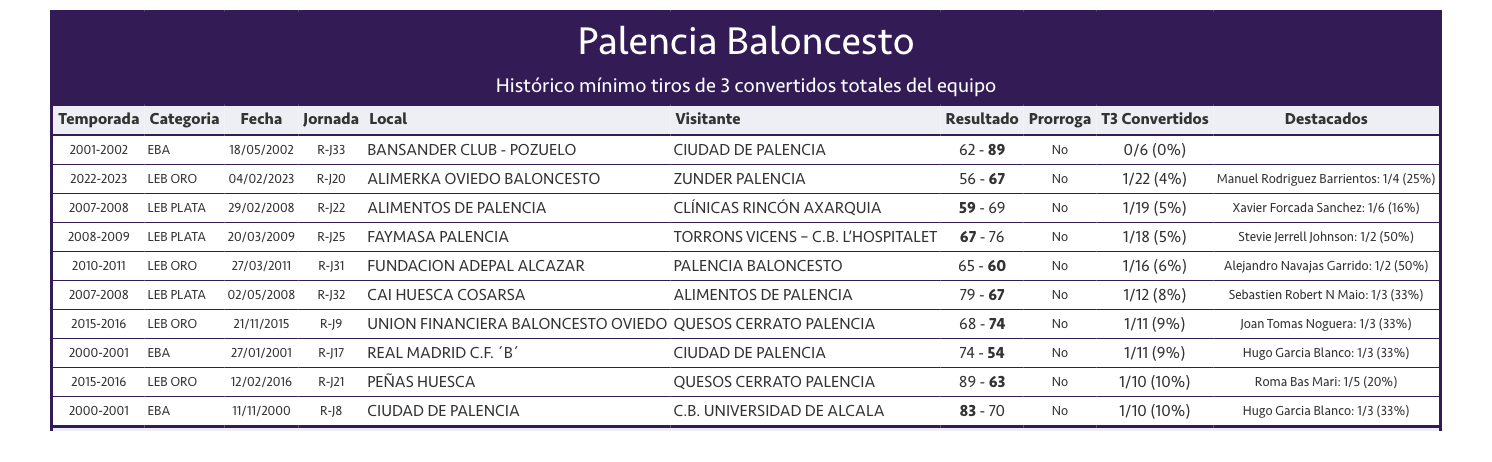 Palencia Baloncesto
Histórico mínimo tiros de 3 convertidos totales del equipo
Temporada Categoria Fecha Jornada Local Visitante Resultado Prorroga T3 Convertidos Destacados
2001-2002 EBA 18/05/2002 R-J33 BANSANDER CLUB - POZUELO CIUDAD DE PALENCIA 62 - 89 No 0/6 (0%)
2022-2023 LEB ORO 04/02/2023 R-J20 ALIMERKA OVIEDO BALONCESTO ZUNDER PALENCIA 56 - 67 No 1/22 (4%) Manuel Rodriguez Barrientos: 1/4 (25%)
2007-2008 LEB PLATA 29/02/2008 R-J22 ALIMENTOS DE PALENCIA CLÍNICAS RINCÓN AXARQUIA 59 - 69 No 1/19 (5%) Xavier Forcada Sanchez: 1/6 (16%)
2008-2009 LEB PLATA 20/03/2009 R-J25 FAYMASA PALENCIA TORRONS VICENS – C.B. L'HOSPITALET 67 - 76 No 1/18 (5%) Stevie Jerrell Johnson: 1/2 (50%)
2010-2011 LEB ORO 27/03/2011 R-J31 FUNDACION ADEPAL ALCAZAR PALENCIA BALONCESTO 65 - 60 No 1/16 (6%) Alejandro Navajas Garrido: 1/2 (50%)
2007-2008 LEB PLATA 02/05/2008 R-J32 CAI HUESCA COSARSA ALIMENTOS DE PALENCIA 79 - 67 No 1/12 (8%) Sebastien Robert N Maio: 1/3 (33%)
2015-2016 LEB ORO 21/11/2015 R-J9 UNION FINANCIERA BALONCESTO OVIEDO QUESOS CERRATO PALENCIA 68 - 74 No 1/11 (9%) Joan Tomas Noguera: 1/3 (33%)
2000-2001 EBA 27/01/2001 R-J17 REAL MADRID C.F. ´B´ CIUDAD DE PALENCIA 74 - 54 No 1/11 (9%) Hugo Garcia Blanco: 1/3 (33%)
2015-2016 LEB ORO 12/02/2016 R-J21 PEÑAS HUESCA QUESOS CERRATO PALENCIA 89 - 63 No 1/10 (10%) Roma Bas Mari: 1/5 (20%)
2000-2001 EBA 11/11/2000 R-J8 CIUDAD DE PALENCIA C.B. UNIVERSIDAD DE ALCALA 83 - 70 No 1/10 (10%) Hugo Garcia Blanco: 1/3 (33%)